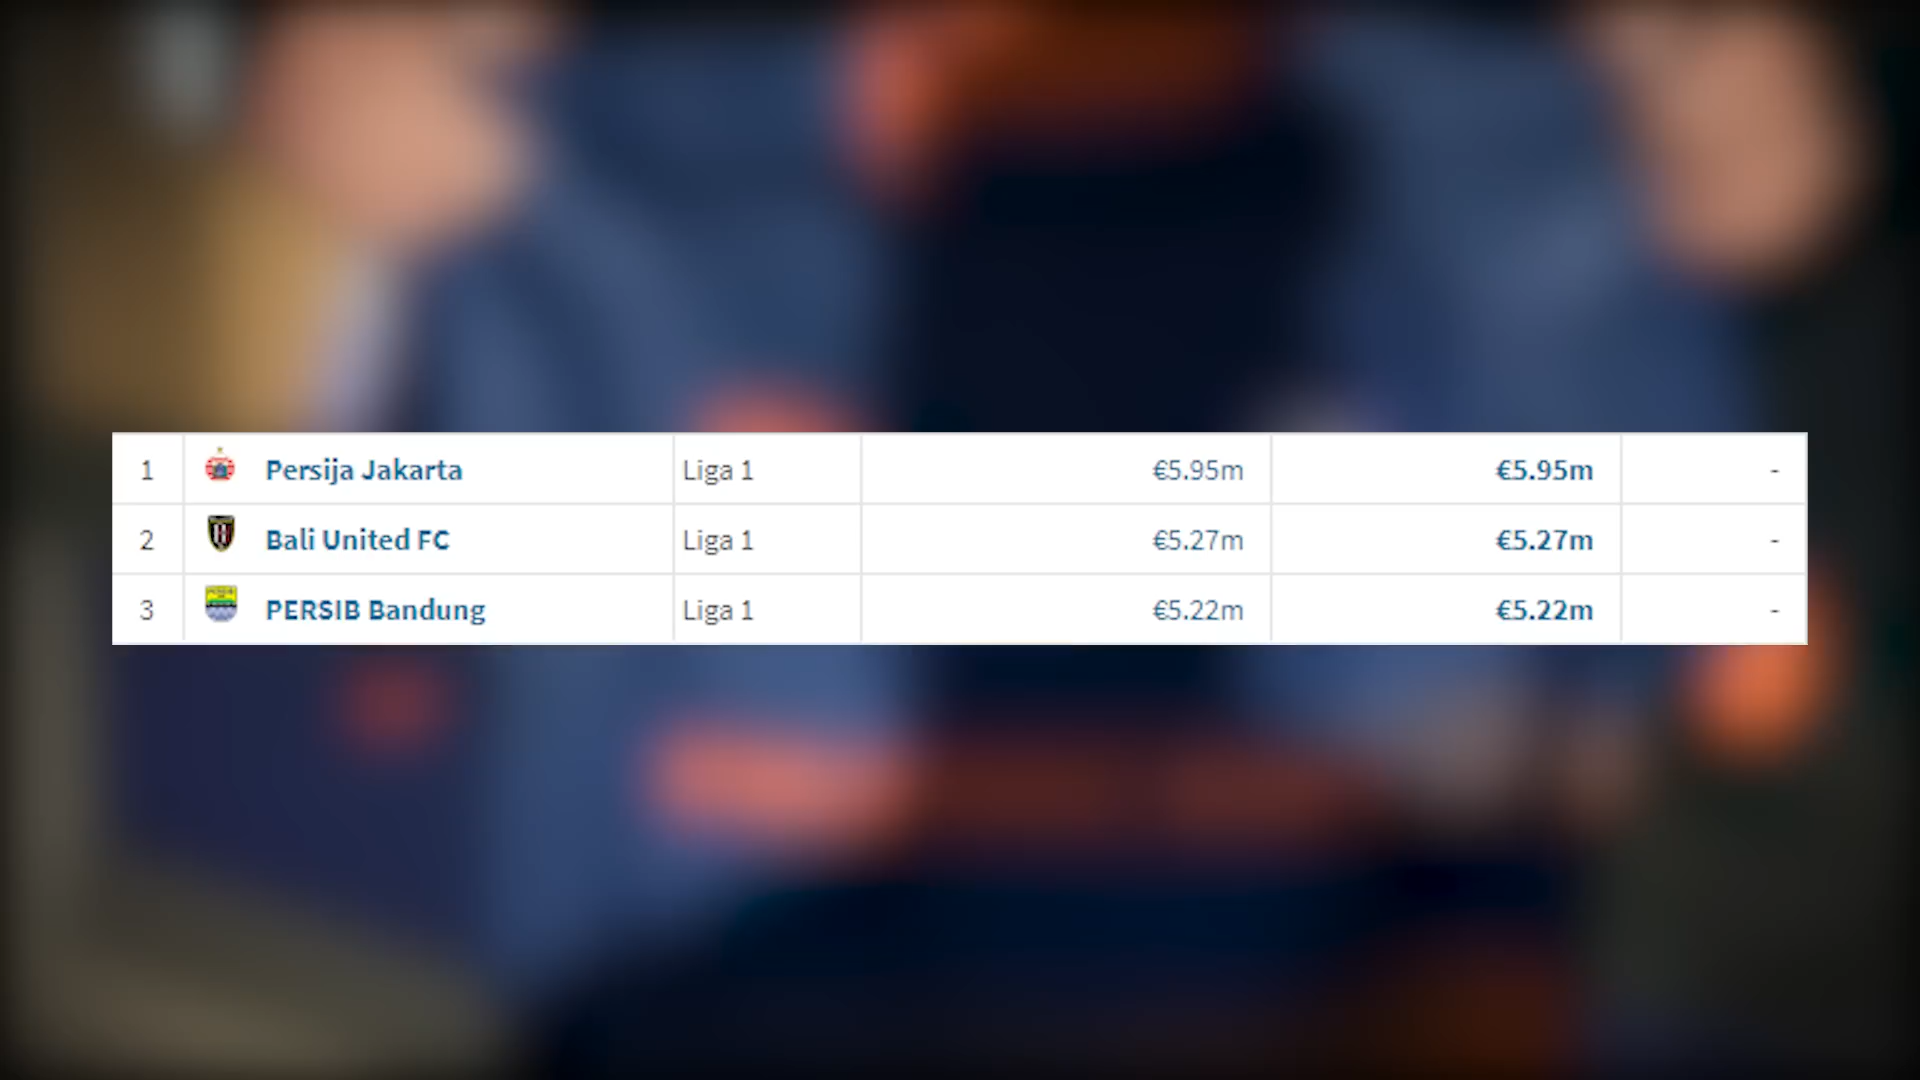 1 Persija Jakarta Liga 1 €5.95m €5.95m -
2 Bali United FC Liga 1 €5.27m €5.27m -
3 PERSIB Bandung Liga 1 €5.22m €5.22m -